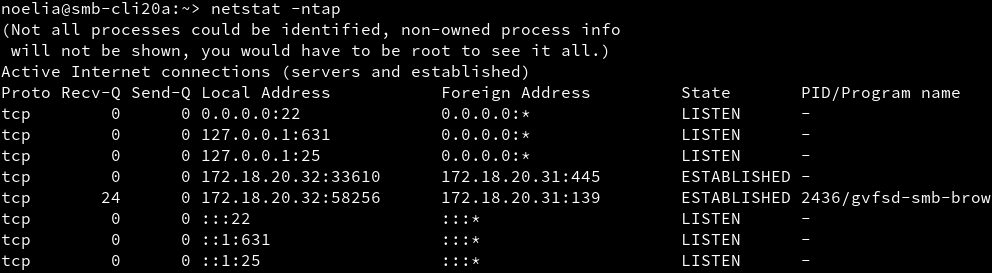 noelia@smb-cli20a:~> netstat -ntap
(Not all processes could be identified, non-owned process info
 will not be shown, you would have to be root to see it all.)
Active Internet connections (servers and established)
Proto Recv-Q Send-Q Local Address           Foreign Address         State       PID/Program name
tcp        0      0 0.0.0.0:22              0.0.0.0:*               LISTEN      -
tcp        0      0 127.0.0.1:631           0.0.0.0:*               LISTEN      -
tcp        0      0 127.0.0.1:25            0.0.0.0:*               LISTEN      -
tcp        0      0 172.18.20.32:33610      172.18.20.31:445        ESTABLISHED -
tcp       24      0 172.18.20.32:58256      172.18.20.31:139        ESTABLISHED 2436/gvfsd-smb-brow
tcp        0      0 :::22                   :::*                    LISTEN      -
tcp        0      0 ::1:631                 :::*                    LISTEN      -
tcp        0      0 ::1:25                  :::*                    LISTEN      -